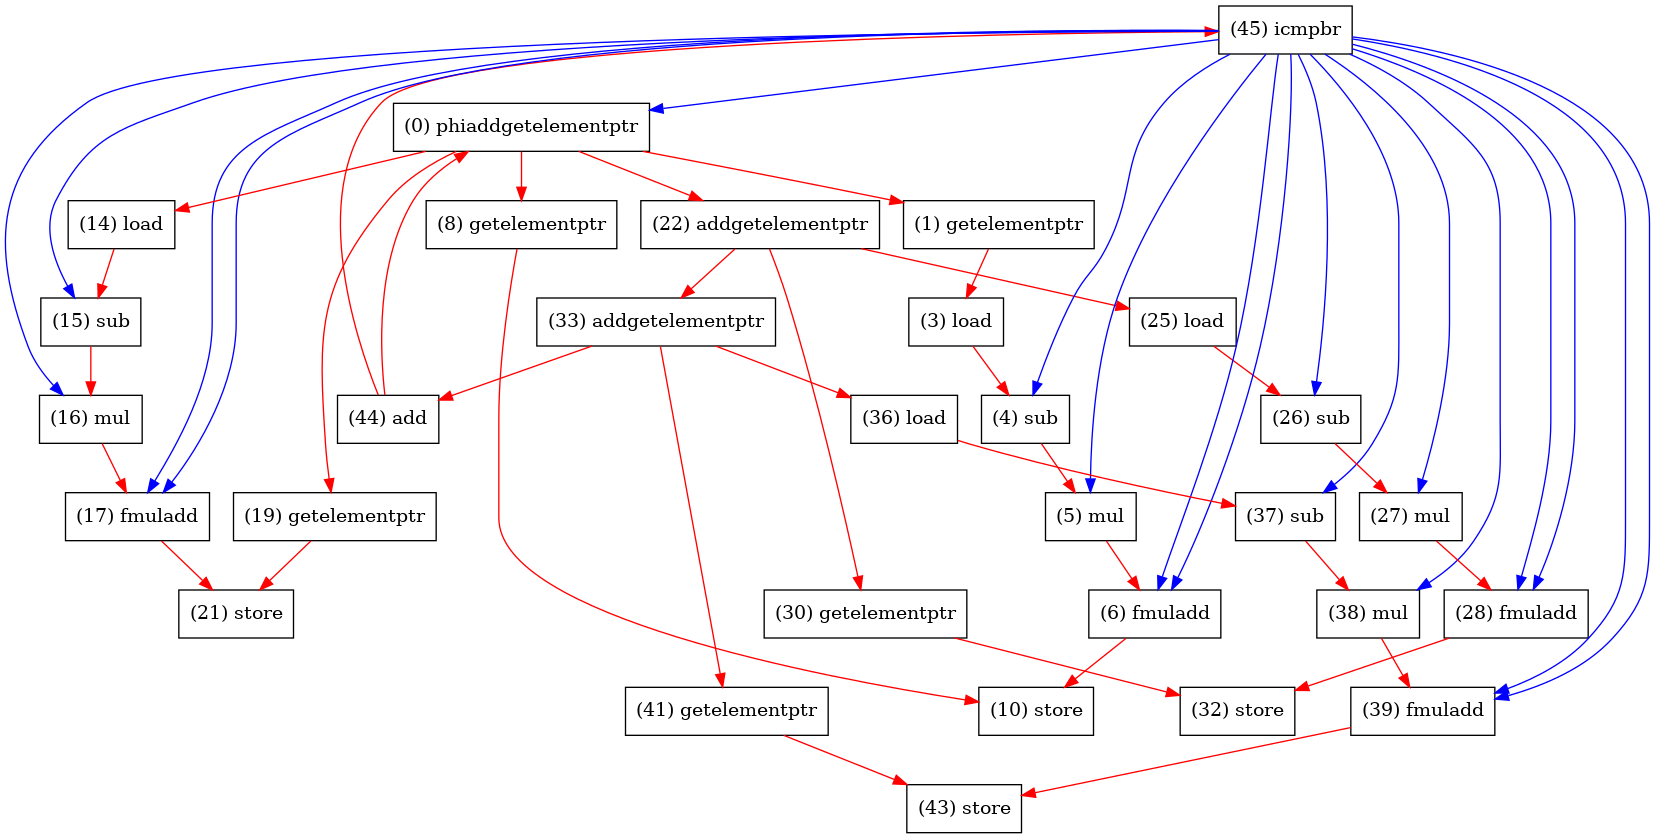 (45) icmpbr
(0) phiaddgetelementptr
(14) load
(8) getelementptr
(22) addgetelementptr
(1) getelementptr
(15) sub
(33) addgetelementptr
(3) load
(25) load
(16) mul
(44) add
(36) load
(4) sub
(26) sub
(17) fmuladd
(19) getelementptr
(5) mul
(37) sub
(27) mul
(21) store
(30) getelementptr
(6) fmuladd
(38) mul
(28) fmuladd
(41) getelementptr
(10) store
(32) store
(39) fmuladd
(43) store